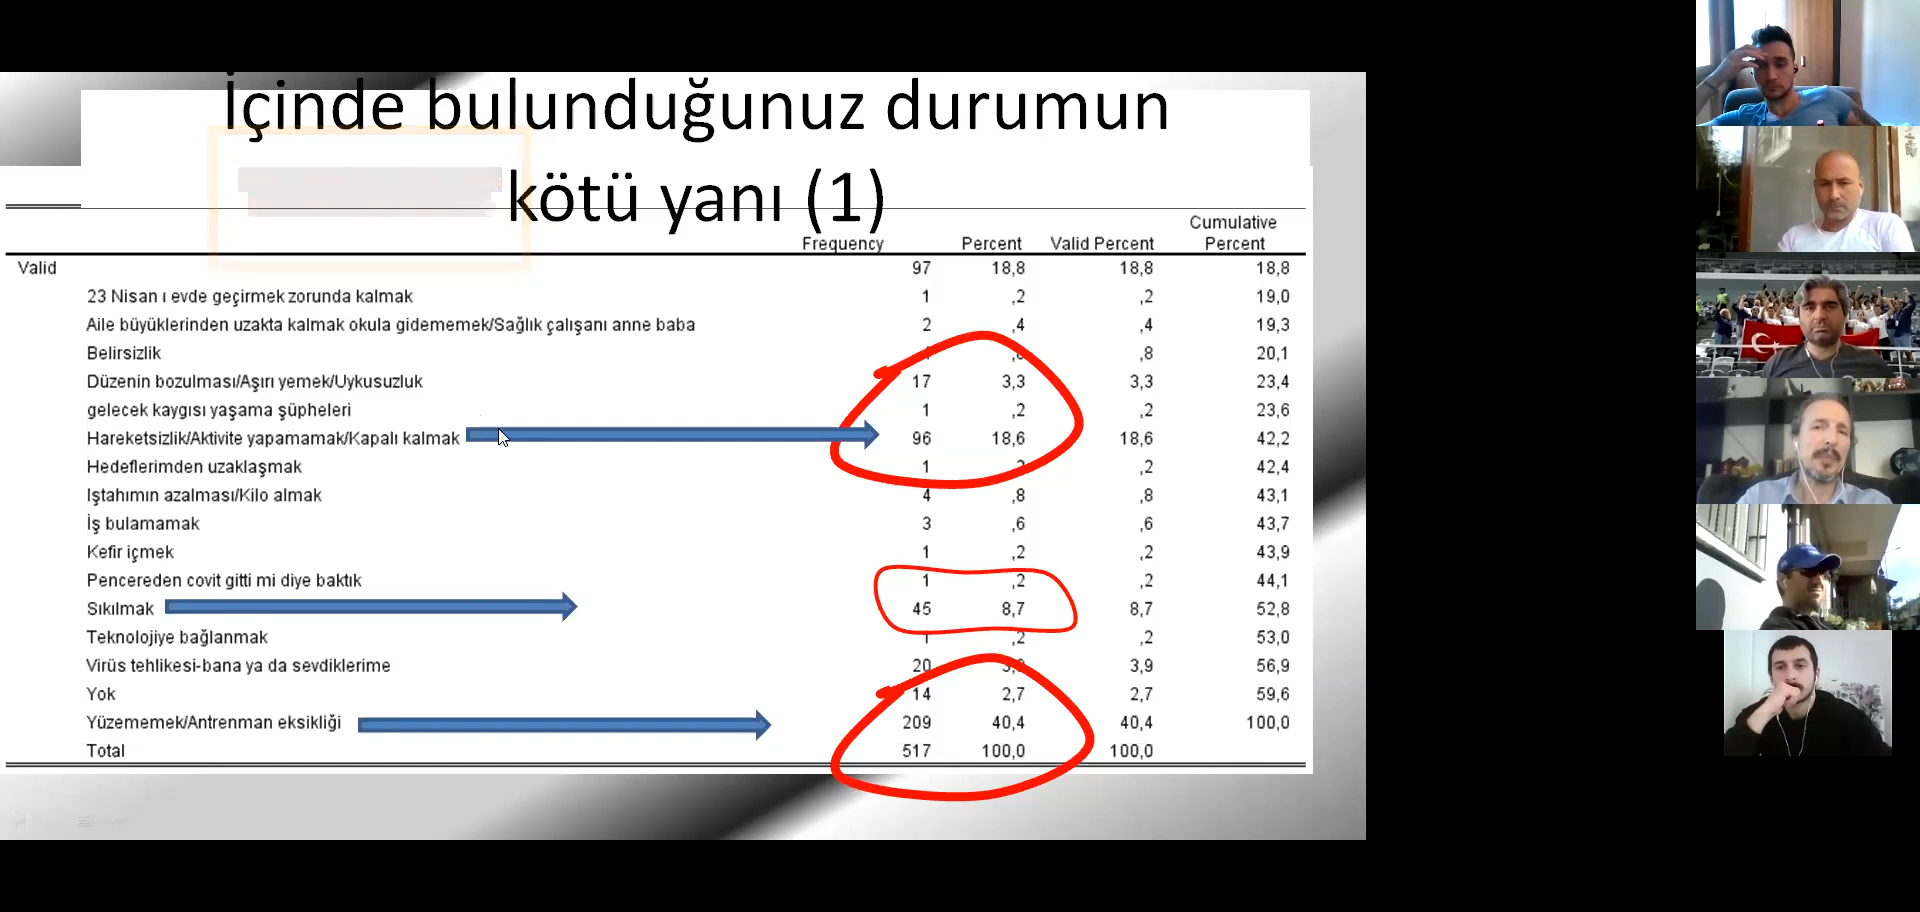 İçinde bulunduğunuz durumun
kötü yanı (1)
Frequency Percent Valid Percent Cumulative Percent
Valid 97 18,8 18,8 18,8
23 Nisan ı evde geçirmek zorunda kalmak 1 ,2 ,2 19,0
Aile büyüklerinden uzakta kalmak okula gidememek/Sağlık çalışanı anne baba 2 ,4 ,4 19,3
Belirsizlik ,8 20,1
Düzenin bozulması/Aşırı yemek/Uykusuzluk 17 3,3 3,3 23,4
gelecek kaygısı yaşama şüpheleri 1 ,2 ,2 23,6
Hareketsizlik/Aktivite yapamamak/Kapalı kalmak 96 18,6 18,6 42,2
Hedeflerimden uzaklaşmak 1 ,2 ,2 42,4
Iştahımın azalması/Kilo almak 4 ,8 ,8 43,1
İş bulamamak 3 ,6 ,6 43,7
Kefir içmek 1 ,2 ,2 43,9
Pencereden covit gitti mi diye baktık 1 ,2 ,2 44,1
Sıkılmak 45 8,7 8,7 52,8
Teknolojiye bağlanmak 1 ,2 ,2 53,0
Virüs tehlikesi-bana ya da sevdiklerime 20 3,9 3,9 56,9
Yok 14 2,7 2,7 59,6
Yüzememek/Antrenman eksikliği 209 40,4 40,4 100,0
Total 517 100,0 100,0